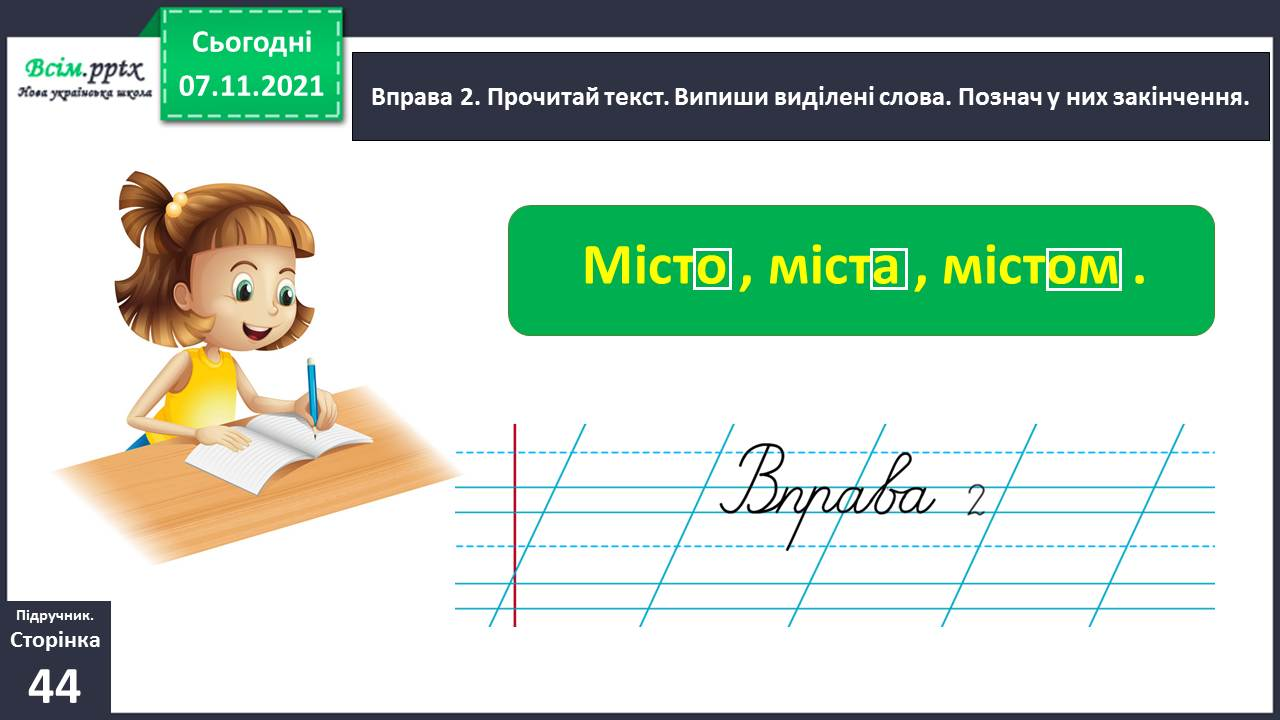 Всім.pptx
Нова українська школа
Сьогодні
07.11.2021
Вправа 2. Прочитай текст. Випиши виділені слова. Познач у них закінчення.
Місто, міста, містом.
Вправа 2
Підручник.
Сторінка
44